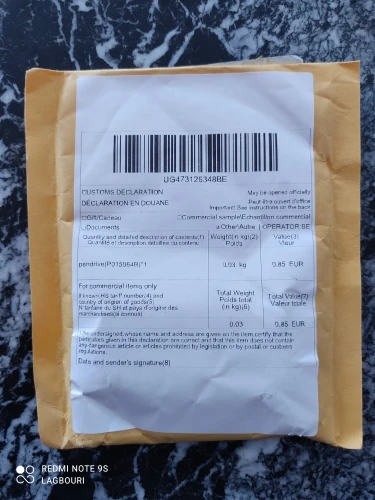 UG473125348BE
CUSTOMS DECLARATION
May be opened officially
DÉCLARATION EN DOUANE
Peut être ouvert d'office
Important! See instructions on the back
□Gift/Cadeau
□Commercial sample/Echantillon commercial
□Documents
Other/Autre
OPERATOR:SE
Quantity and detailed description of contents(1)
Quantité et description détaillée du contenu
Weight(in kg)(2)
Poids
Value(3)
pendrive *1
0.03 kg
0.85 EUR
For commercial items only
If known,HS tariff number(4) and
country of origin of goods(5)
N°tarifaire du SH et pays d'origine des
marchandises(si connus)
Total Weight
Poids total
(in kg)(6)
Total Value(7)
Valeur totale
0.03
0.85 EUR
I,the undersigned,whose name and address are given on the item certify that the
particulars given in this declaration are correct and that this item does not contain
any dangerous article or articles prohibited by legislation or by postal or customs
regulations.
Date and sender's signature(8)
REDMI NOTE 9S
LAGBOURI